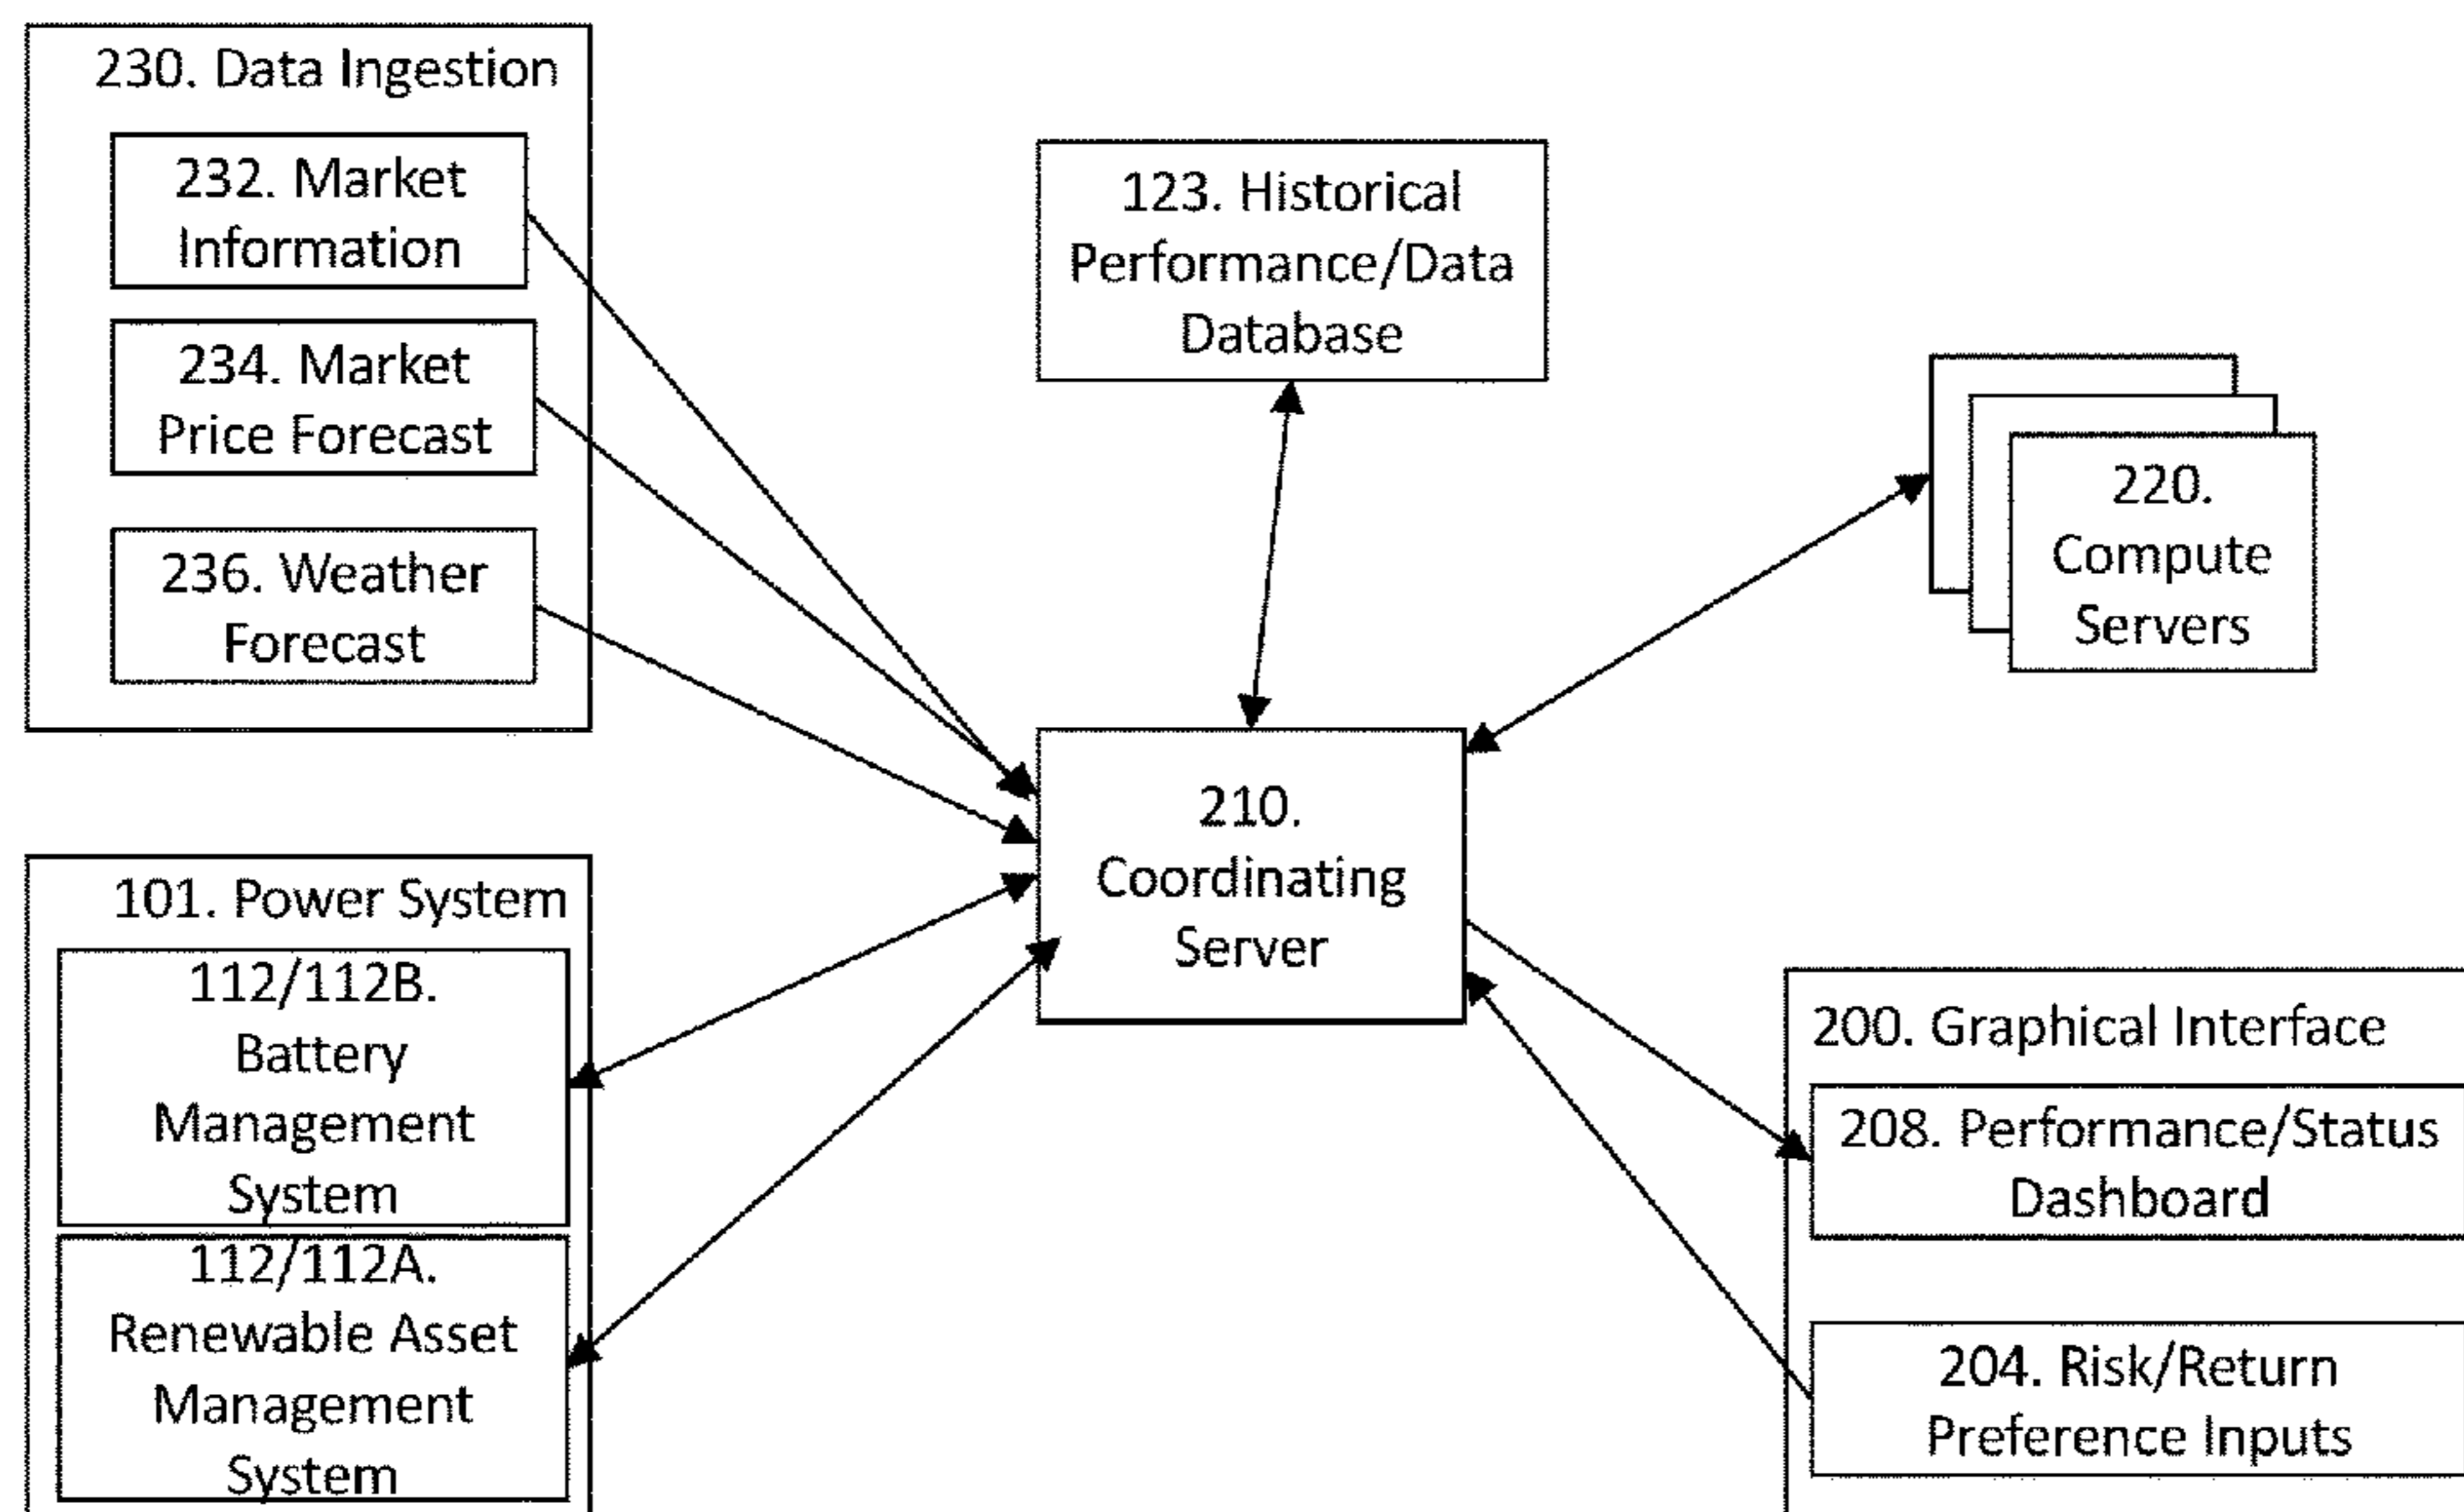 230. Data Ingestion
232. Market
Information
234. Market
Price Forecast
236. Weather
Forecast
123. Historical
Performance/Data
Database
220.
Compute
Servers
210.
Coordinating
Server
101. Power System
112/112B.
Battery
Management
System
112/112A.
Renewable Asset
Management
System
200. Graphical Interface
208. Performance/Status
Dashboard
204. Risk/Return
Preference Inputs